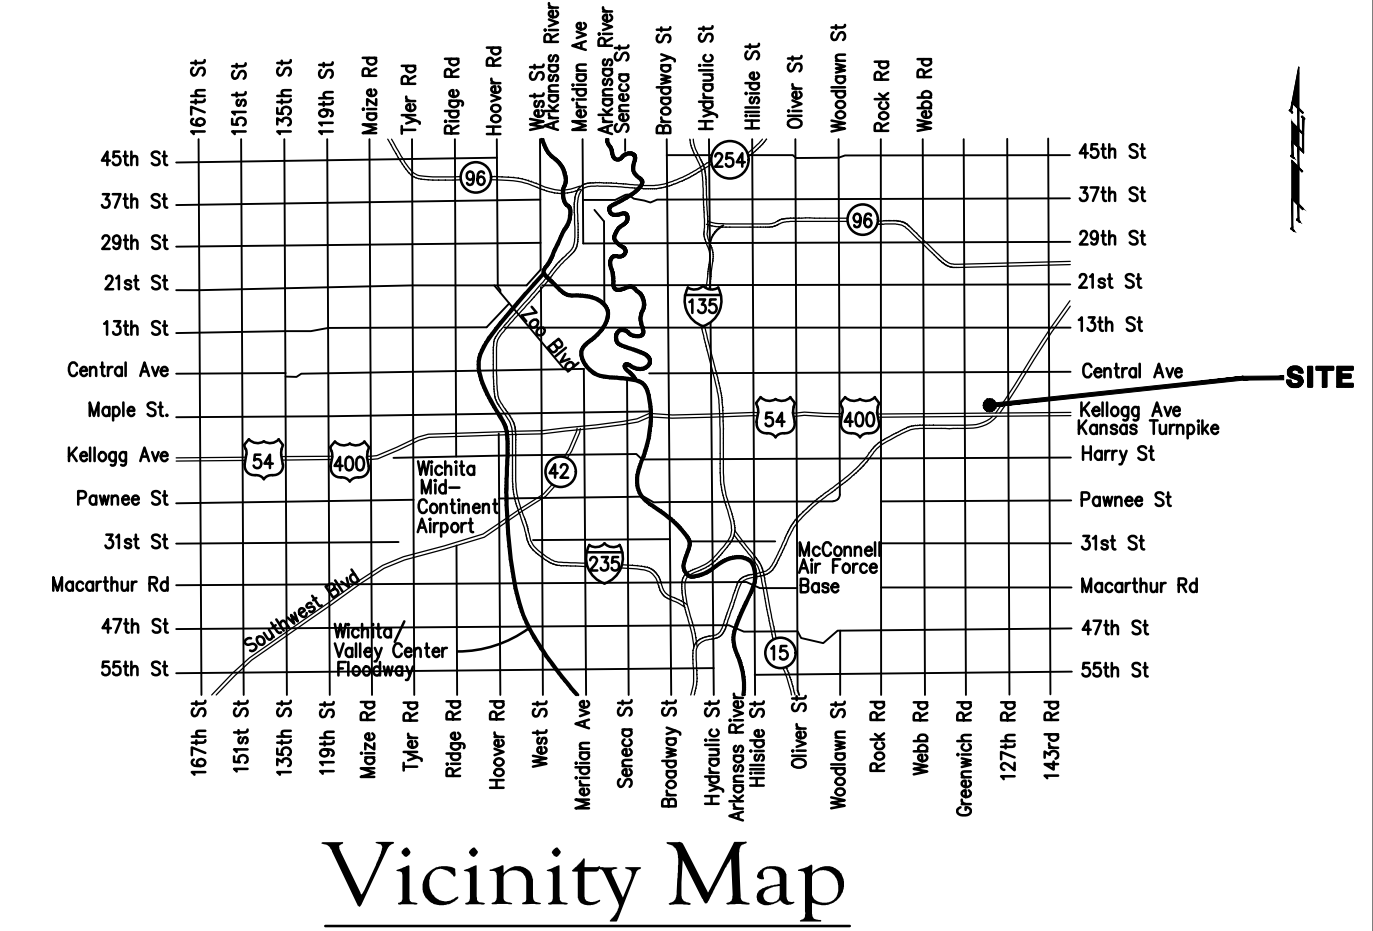 167th St
151st St
135th St
119th St
Maize Rd
Tyler Rd
Ridge Rd
Hoover Rd
West St
Arkansas River
Meridian Ave
Arkansas River
Seneca St
Broadway St
Hydraulic St
Hillside St
Oliver St
Woodlawn St
Rock Rd
Webb Rd
45th St
37th St
29th St
21st St
13th St
Central Ave
Maple St.
Kellogg Ave
Pawnee St
31st St
Macarthur Rd
47th St
55th St
96
254
96
135
Zoo Blvd
54
400
54
400
42
Wichita
Mid-
Continent
Airport
235
McConnell
Air Force
Base
Southwest Blvd
Wichita/
Valley Center
Floodway
15
45th St
37th St
29th St
21st St
13th St
Central Ave
SITE
Kellogg Ave
Kansas Turnpike
Harry St
Pawnee St
31st St
Macarthur Rd
47th St
55th St
167th St
151st St
135th St
119th St
Maize Rd
Tyler Rd
Ridge Rd
Hoover Rd
West St
Meridian Ave
Seneca St
Broadway St
Hydraulic St
Arkansas River
Hillside St
Oliver St
Woodlawn St
Rock Rd
Webb Rd
Greenwich Rd
127th Rd
143rd Rd
Vicinity Map